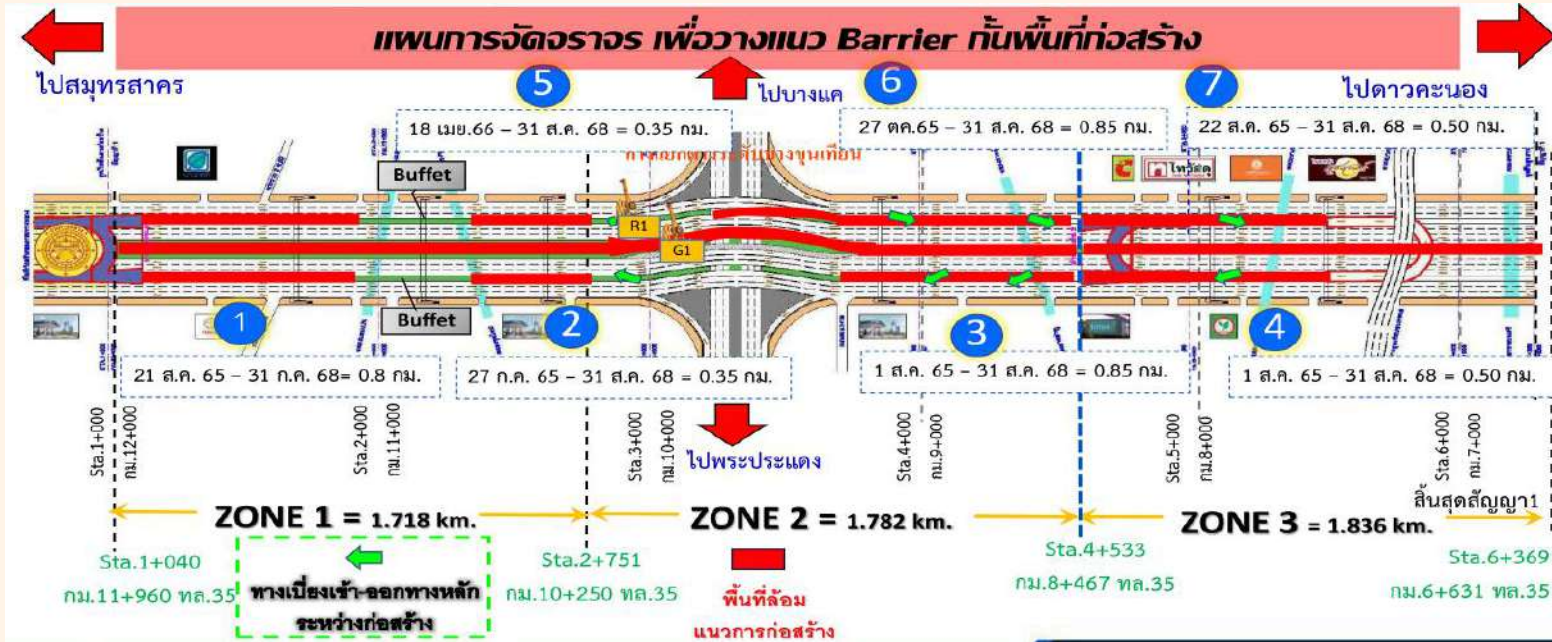 แผนการจัดจราจร เพื่อวางแนว Barrier กั้นพื้นที่ก่อสร้าง
ไปสมุทรสาคร
5
ไปบางแค
6
7
ไปดาวคะนอง
18 เมย.66 – 31 ส.ค. 68 = 0.35 กม.
27 ตค.65 – 31 ส.ค. 68 = 0.85 กม.
22 ส.ค. 65 – 31 ส.ค. 68 = 0.50 กม.
Buffet
ไทวัสดุ
R1
G1
Buffet
1
2
3
4
21 ส.ค. 65 – 31 ก.ค. 68= 0.8 กม.
27 ก.ค. 65 – 31 ส.ค. 68 = 0.35 กม.
1 ส.ค. 65 – 31 ส.ค. 68 = 0.85 กม.
1 ส.ค. 65 – 31 ส.ค. 68 = 0.50 กม.
Sta.1+000
กม.12+000
Sta.2+000
กม.11+000
Sta.3+000
กม.10+000
ไปพระประแดง
Sta.4+000
กม.9+000
Sta.5+000
กม.8+000
Sta.6+000
กม.7+000
สิ้นสุดสัญญา1
ZONE 1 = 1.718 km.
ZONE 2 = 1.782 km.
ZONE 3 = 1.836 km.
Sta.1+040
กม.11+960 ทล.35
ทางเบี่ยงเข้า-ออกทางหลัก
ระหว่างก่อสร้าง
Sta.2+751
กม.10+250 ทล.35
พื้นที่ล้อม
แนวการก่อสร้าง
Sta.4+533
กม.8+467 ทล.35
Sta.6+369
กม.6+631 ทล.35